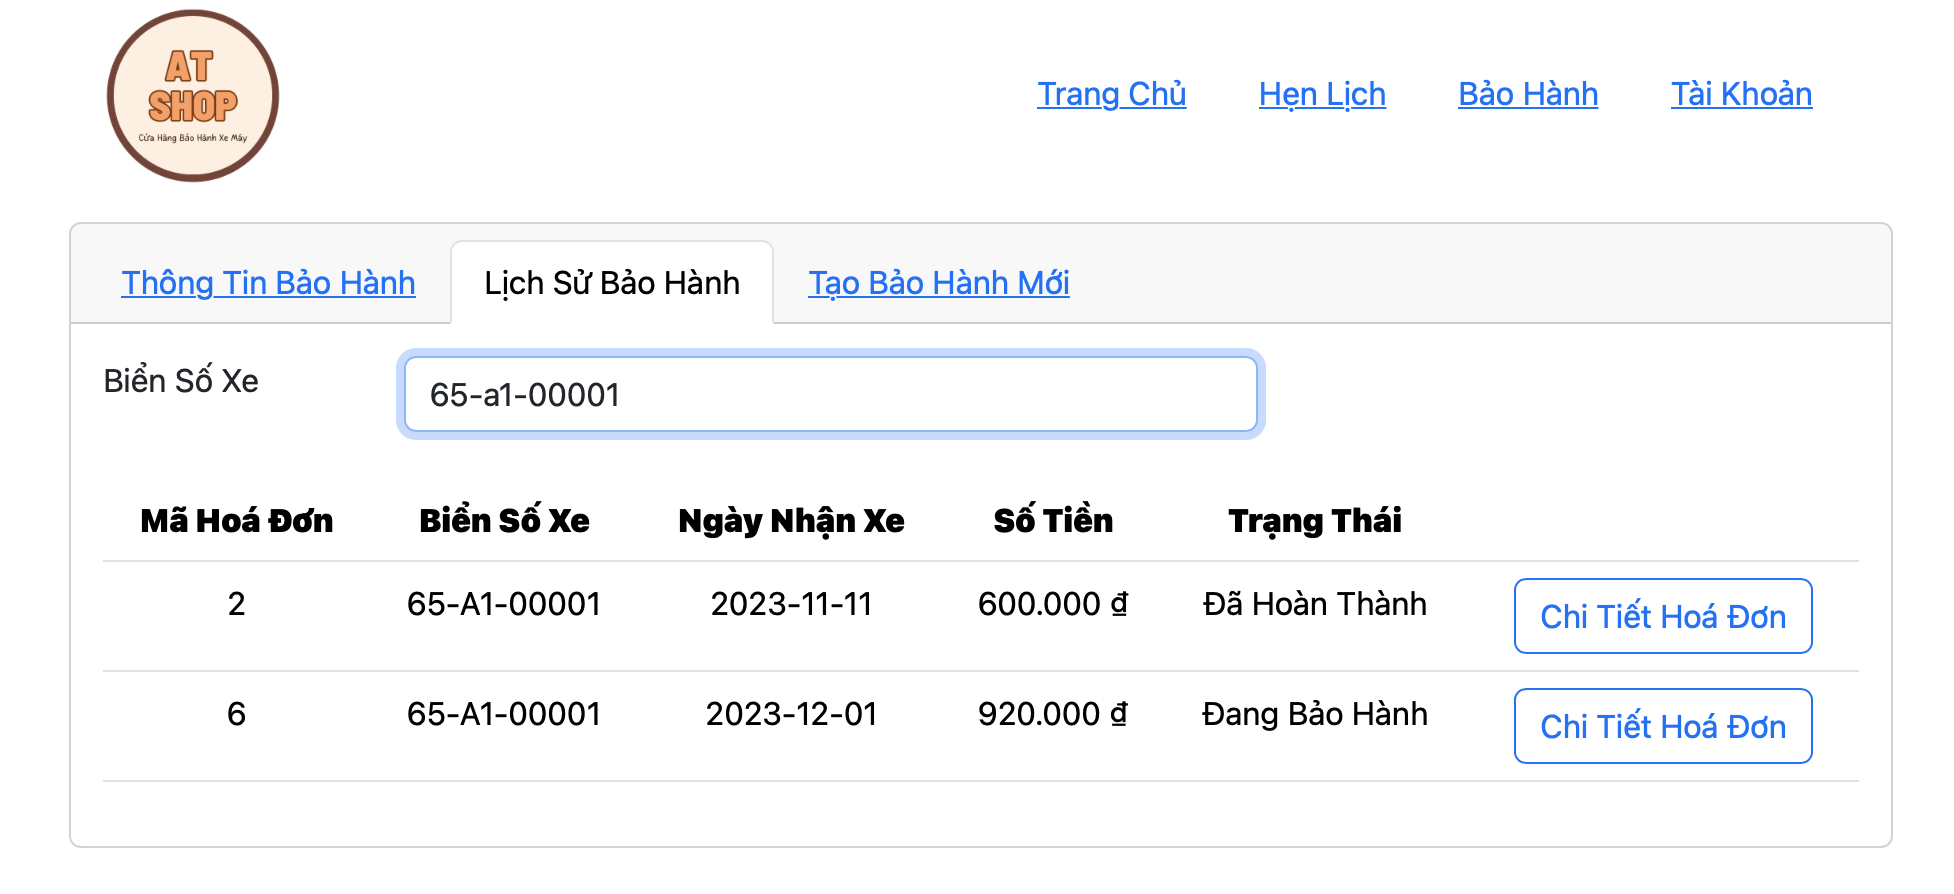 AT
SHOP
Cửa Hàng Bảo Hành Xe Máy
Trang Chủ Hẹn Lịch Bảo Hành Tài Khoản
Thông Tin Bảo Hành Lịch Sử Bảo Hành Tạo Bảo Hành Mới
Biển Số Xe 65-a1-00001
Mã Hoá Đơn Biển Số Xe Ngày Nhận Xe Số Tiền Trạng Thái
2 65-A1-00001 2023-11-11 600.000 ₫ Đã Hoàn Thành Chi Tiết Hoá Đơn
6 65-A1-00001 2023-12-01 920.000 ₫ Đang Bảo Hành Chi Tiết Hoá Đơn